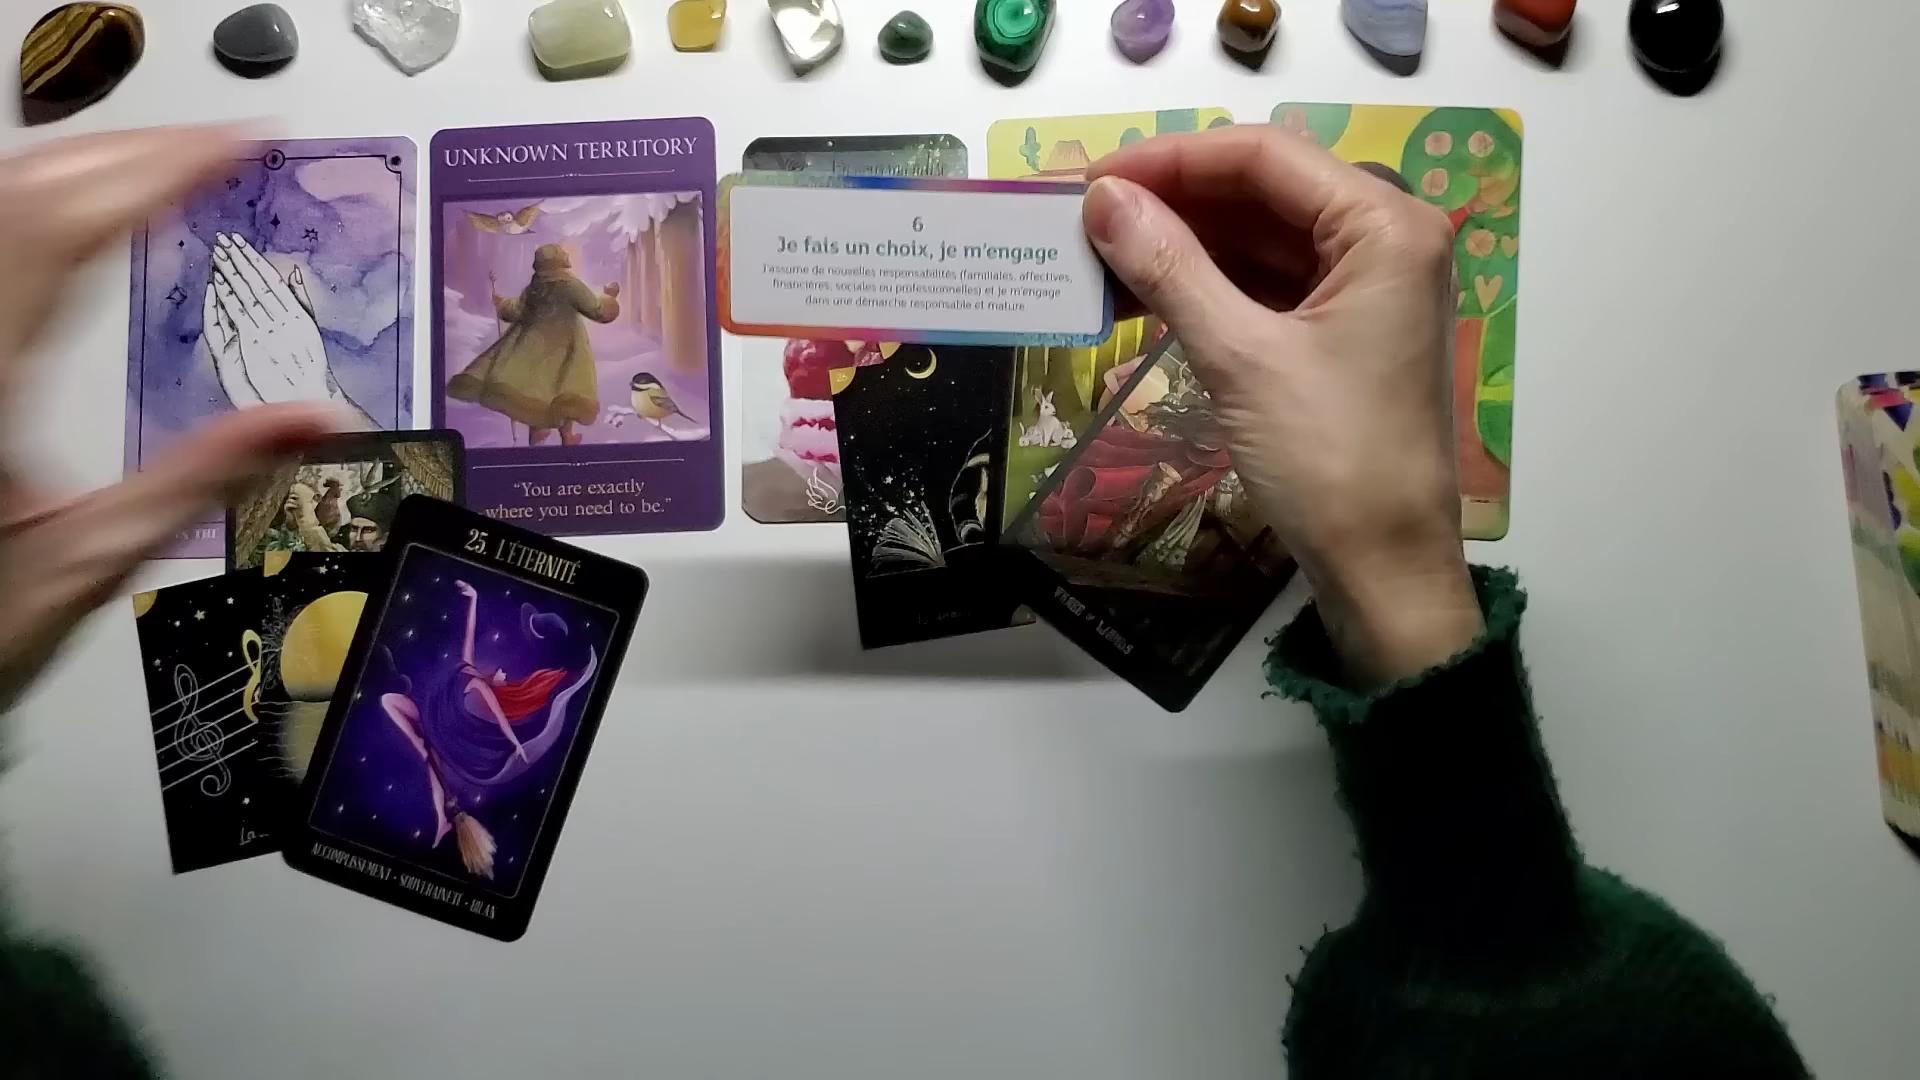 UNKNOWN TERRITORY
"You are exactly
where you need to be."
6
Je fais un choix, je m'engage
J'assume de nouvelles responsabilités (familiales, affectives,
financières, sociales ou professionnelles) et je m'engage
dans une démarche responsable et mature
25. L'ÉTERNITÉ
ACCOMPLISSEMENT - SOUVERAINETÉ - BILAN
THE
La